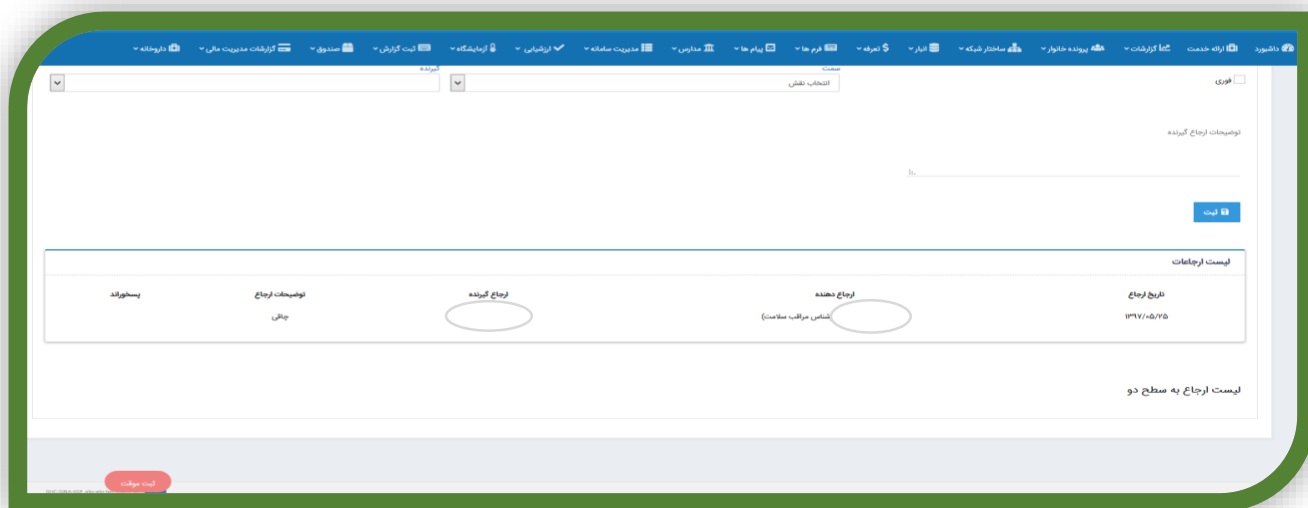 داشبورد ارائه خدمت گزارشات پرونده خانوار ساختار شبکه انبار تعرفه فرم ها پیام ها مدارس مدیریت سامانه ارزشیابی آزمایشگاه ثبت گزارش صندوق گزارشات مدیریت مالی داروخانه
سمت گیرنده
فوری انتخاب نقش
توضیحات ارجاع گیرنده
ثبت
لیست ارجاعات
تاریخ ارجاع ارجاع دهنده ارجاع گیرنده توضیحات ارجاع پسخوراند
۱۳۹۷/۰۵/۲۵ شناس مراقب سلامت) چاقی
لیست ارجاع به سطح دو
ثبت موقت